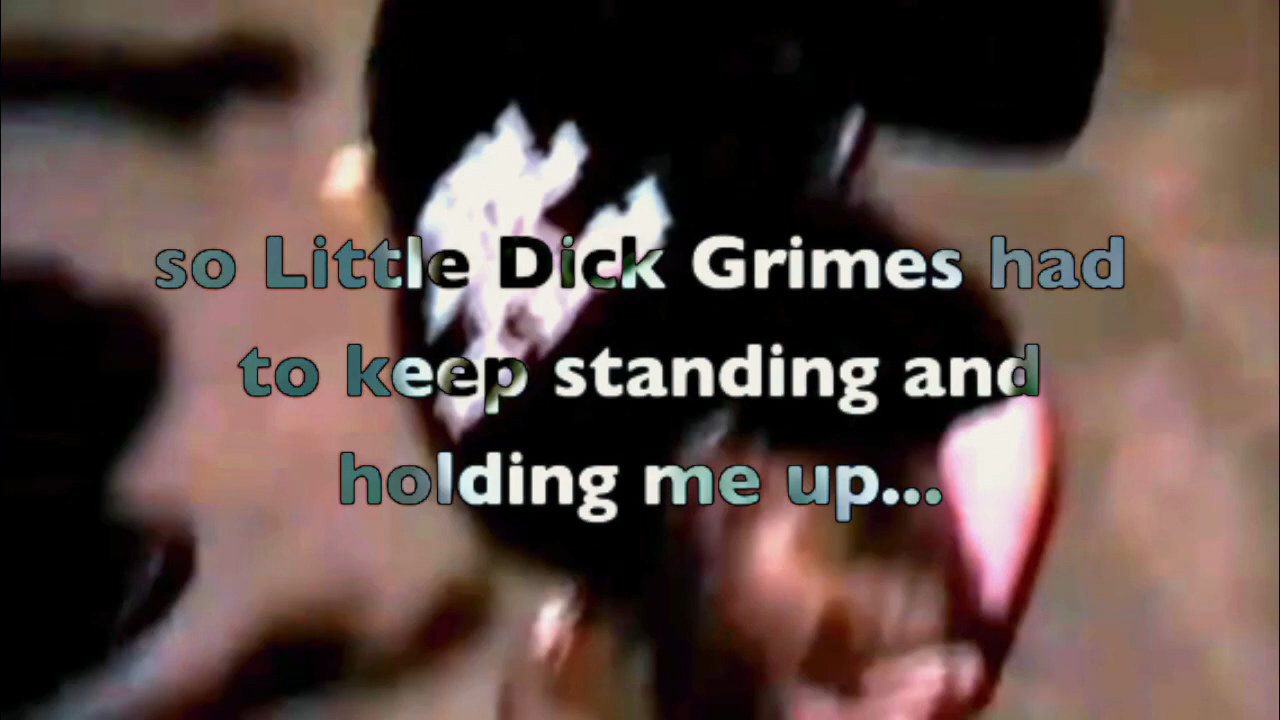 so Little Dick Grimes had
to keep standing and
holding me up...